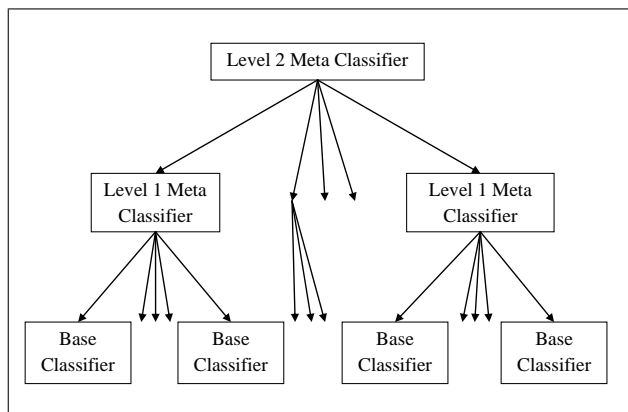 Level 2 Meta Classifier
Level 1 Meta
Classifier
Level 1 Meta
Classifier
Base
Classifier
Base
Classifier
Base
Classifier
Base
Classifier